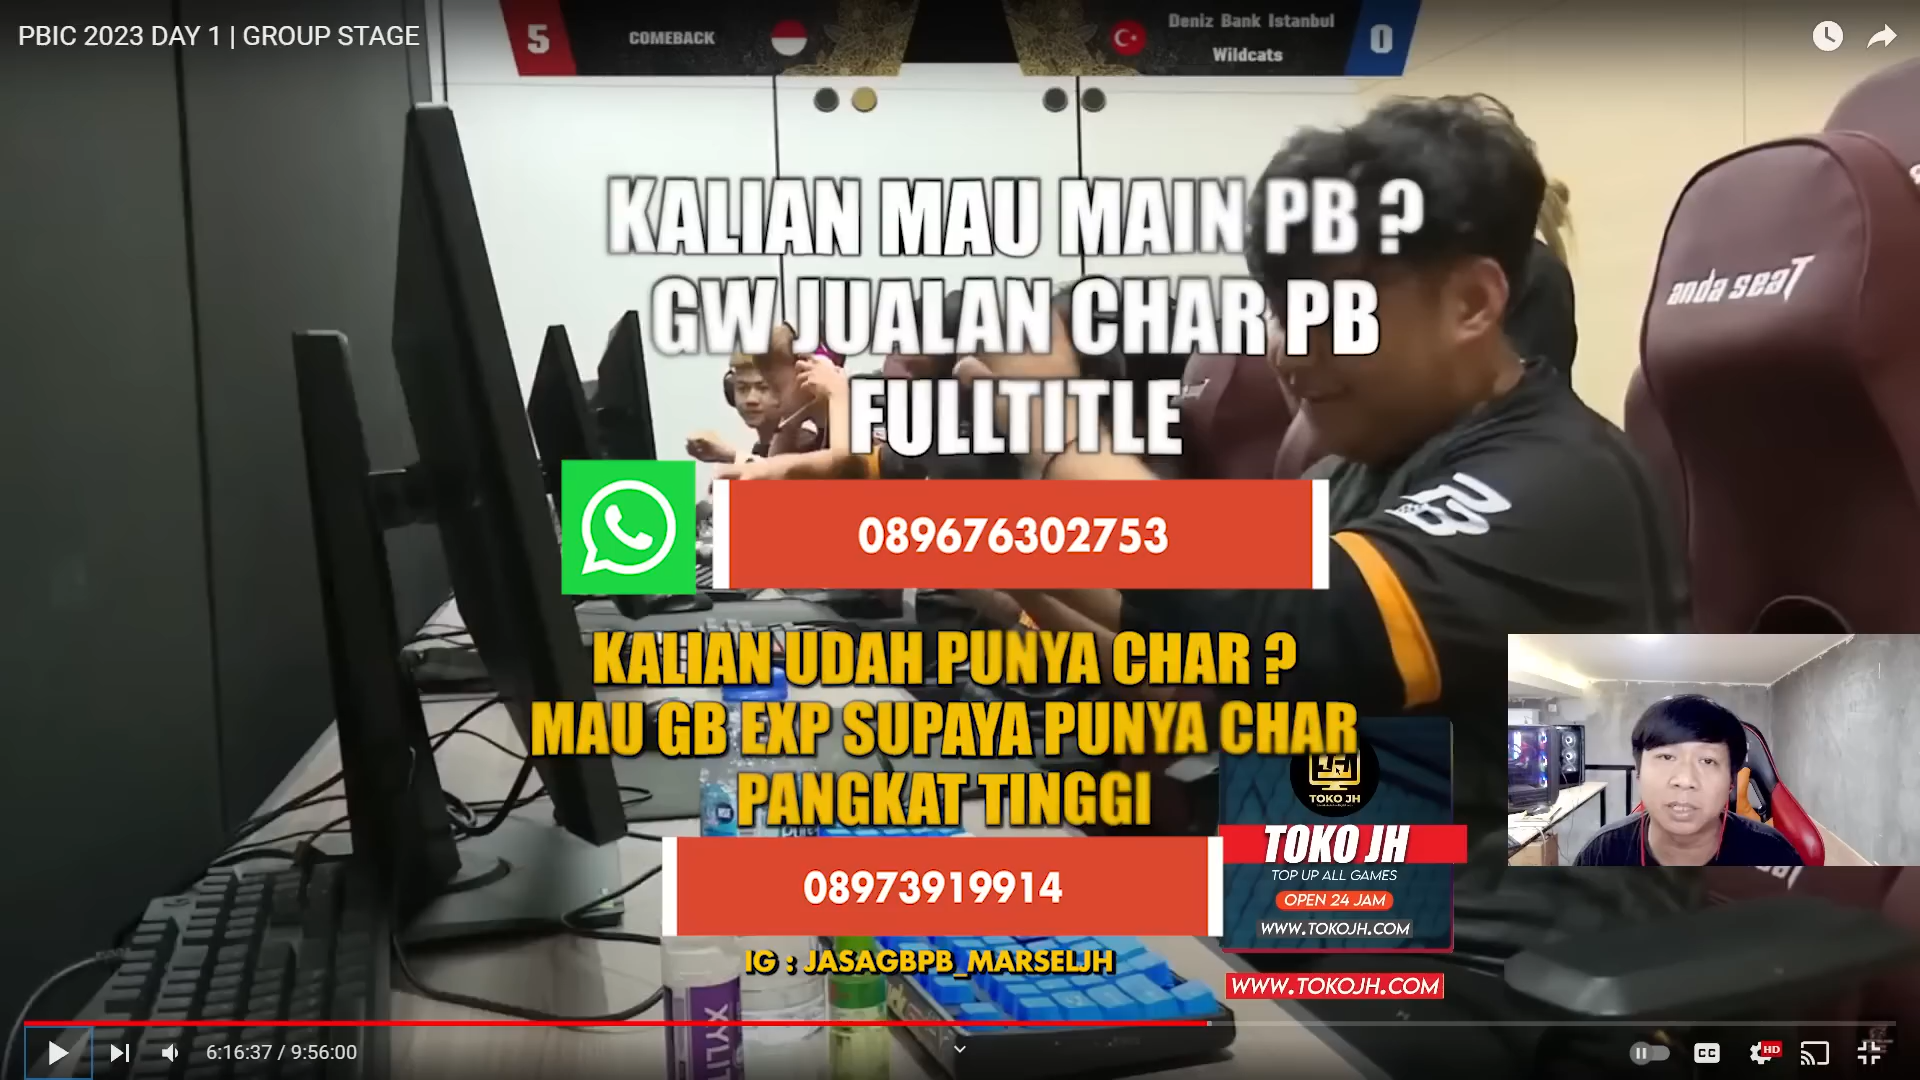 PBIC 2023 DAY 1 | GROUP STAGE
5
COMEBACK
Deniz Bank Istanbul
Wildcats
0
KALIAN MAU MAIN PB ?
GW JUALAN CHAR PB
FULLTITLE
anda seaT
089676302753
KALIAN UDAH PUNYA CHAR ?
MAU GB EXP SUPAYA PUNYA CHAR
PANGKAT TINGGI
TOKO JH
TOKO JH
TOP UP ALL GAMES
OPEN 24 JAM
WWW.TOKOJH.COM
08973919914
IG : JASAGBPB_MARSELJH
WWW.TOKOJH.COM
XYLIT
6:16:37 / 9:56:00
CC
HD